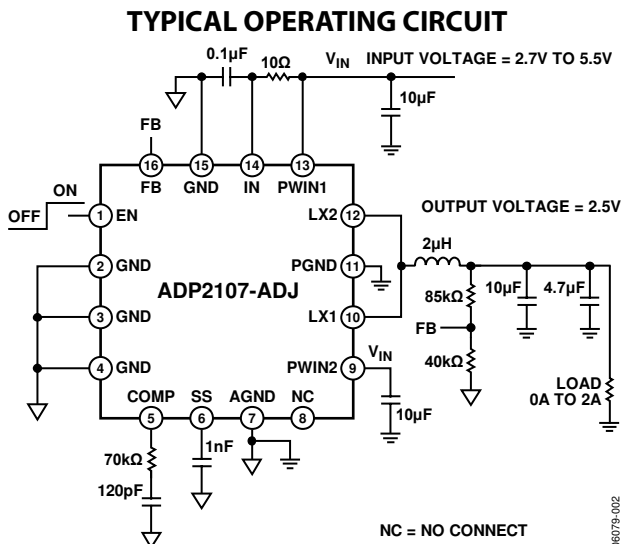 TYPICAL OPERATING CIRCUIT
0.1μF
10Ω
VIN
INPUT VOLTAGE = 2.7V TO 5.5V
10μF
FB
16
15
14
13
FB
GND
IN
PWIN1
ON
OFF
1
EN
LX2
12
OUTPUT VOLTAGE = 2.5V
2μH
2
GND
PGND
11
ADP2107-ADJ
85kΩ
10μF
4.7μF
3
GND
LX1
10
FB
40kΩ
4
GND
PWIN2
9
VIN
LOAD
0A TO 2A
COMP
SS
AGND
NC
5
6
7
8
10μF
70kΩ
1nF
120pF
NC = NO CONNECT
06079-002